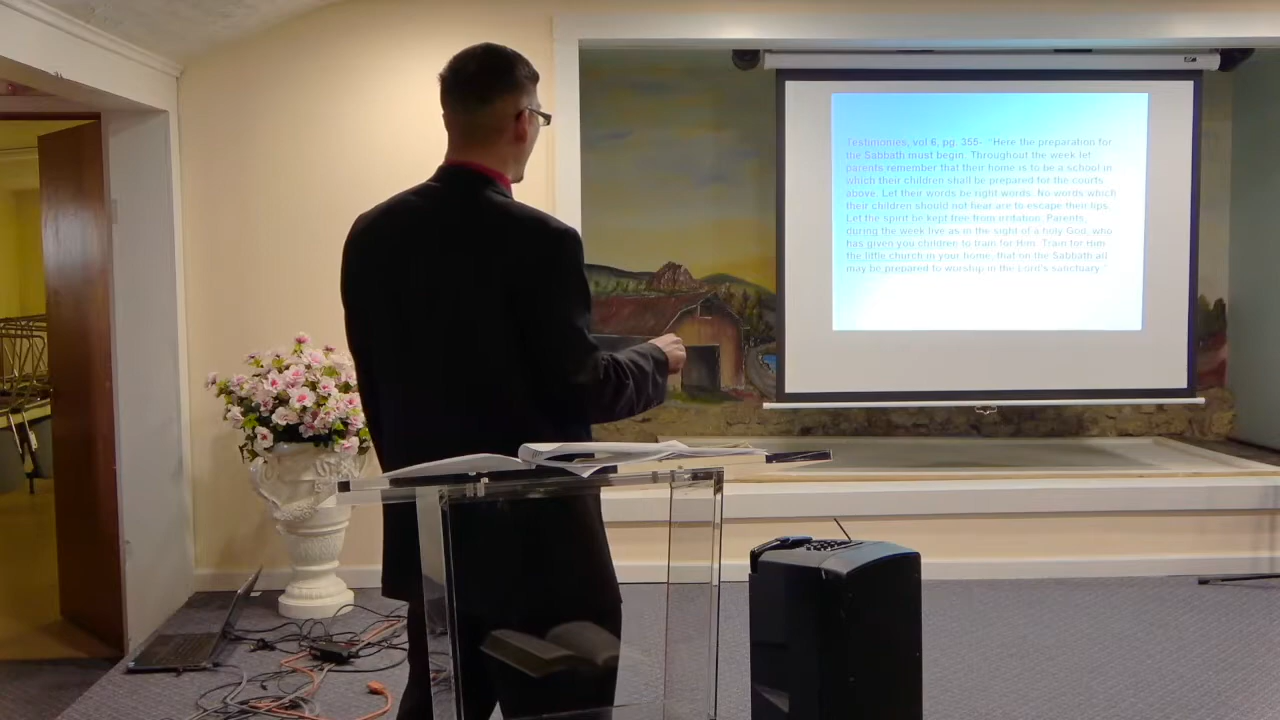 Testimonies, vol 6, pg. 355- "Here the preparation for
the Sabbath must begin. Throughout the week let
parents remember that their home is to be a school in
which their children shall be prepared for the courts
above. Let their words be right words. No words which
their children should not hear are to escape their lips.
Let the spirit be kept free from irritation. Parents,
during the week live as in the sight of a holy God, who
has given you children to train for Him. Train for Him
the little church in your home, that on the Sabbath all
may be prepared to worship in the Lord's sanctuary."